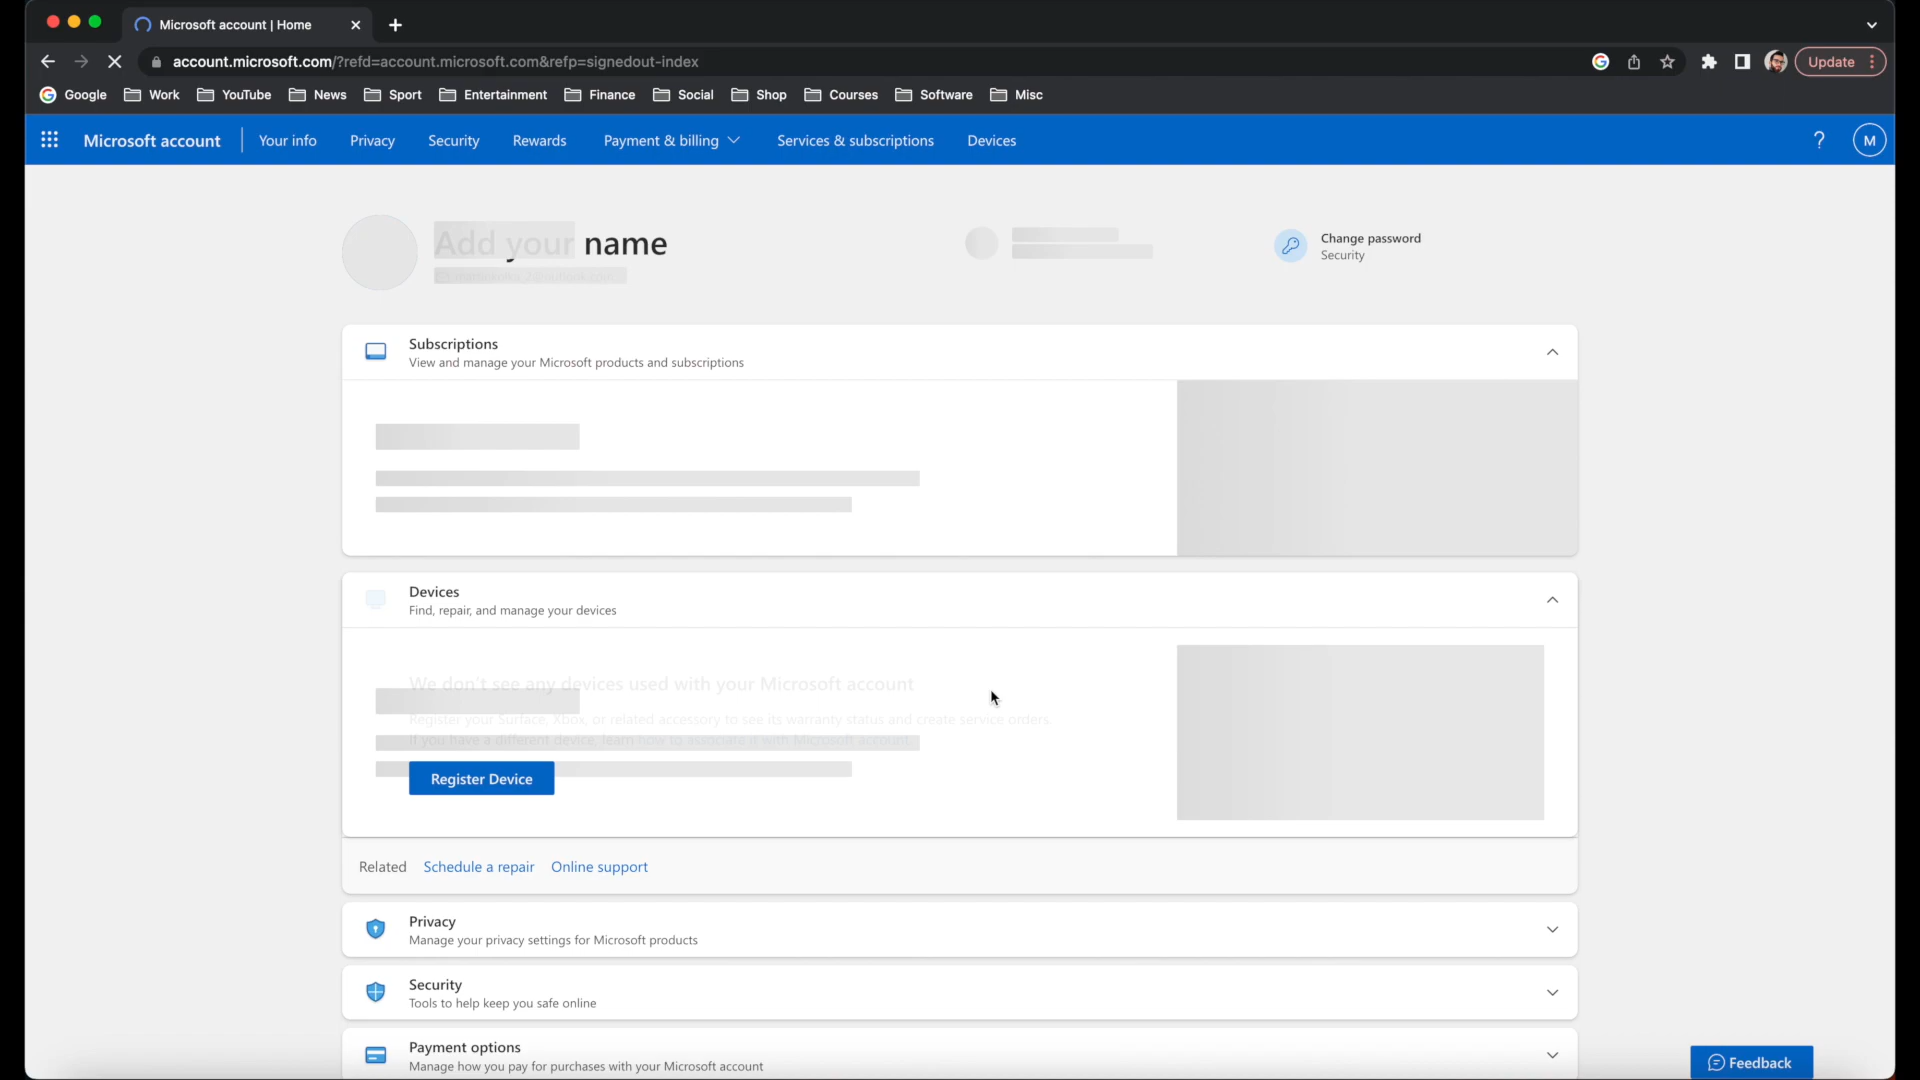 Microsoft account | Home
account.microsoft.com/?refd=account.microsoft.com&refp=signedout-index
Update
Google Work YouTube News Sport Entertainment Finance Social Shop Courses Software Misc
Microsoft account Your info Privacy Security Rewards Payment & billing Services & subscriptions Devices ? M
Add your name
Change password
Security
Subscriptions
View and manage your Microsoft products and subscriptions
Devices
Find, repair, and manage your devices
We don't see any devices used with your Microsoft account
Register your Surface, Xbox, or related accessory to see its warranty status and create service orders.
If you have a different device, learn how to associate it with Microsoft account.
Register Device
Related Schedule a repair Online support
Privacy
Manage your privacy settings for Microsoft products
Security
Tools to help keep you safe online
Payment options
Manage how you pay for purchases with your Microsoft account
Feedback